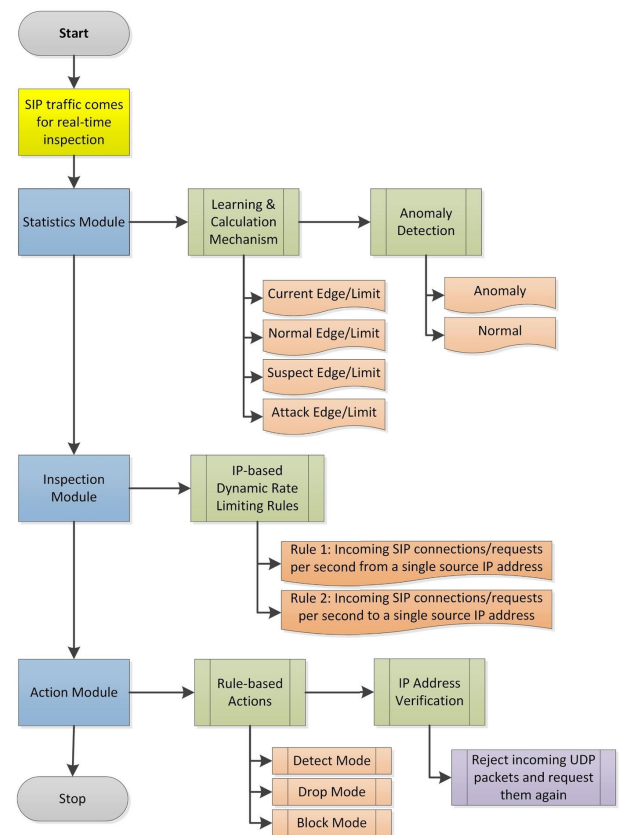 Start
SIP traffic comes
for real-time
inspection
Statistics Module
Learning &
Calculation
Mechanism
Anomaly
Detection
Current Edge/Limit
Normal Edge/Limit
Suspect Edge/Limit
Attack Edge/Limit
Anomaly
Normal
Inspection
Module
IP-based
Dynamic Rate
Limiting Rules
Rule 1: Incoming SIP connections/requests
per second from a single source IP address
Rule 2: Incoming SIP connections/requests
per second to a single source IP address
Action Module
Rule-based
Actions
IP Address
Verification
Detect Mode
Drop Mode
Block Mode
Reject incoming UDP
packets and request
them again
Stop